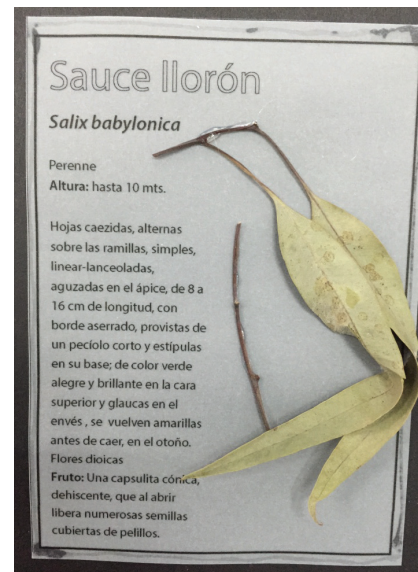 Sauce llorón
Salix babylonica
Perenne
Altura: hasta 10 mts.
Hojas caezidas, alternas
sobre las ramillas, simples,
linear-lanceoladas,
aguzadas en el ápice, de 8 a
16 cm de longitud, con
borde aserrado, provistas de
un pecíolo corto y estípulas
en su base; de color verde
alegre y brillante en la cara
superior y glaucas en el
envés , se vuelven amarillas
antes de caer, en el otoño.
Flores dioicas
Fruto: Una capsulita cónica,
dehiscente, que al abrir
libera numerosas semillas
cubiertas de pelillos.